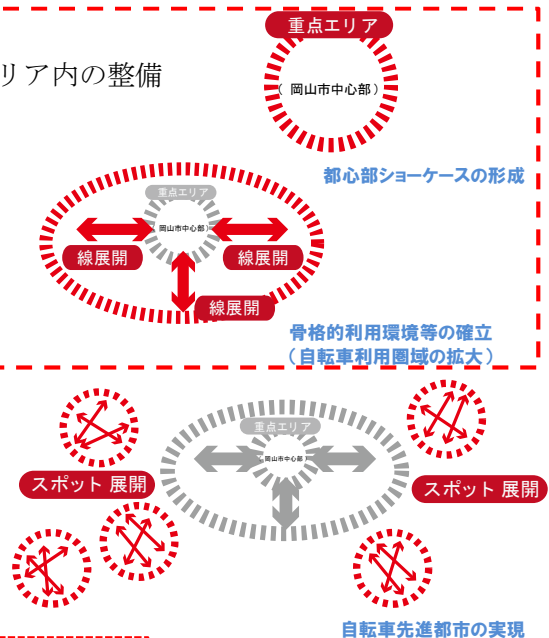 重点エリア
リア内の整備
（岡山市中心部）
都心部ショーケースの形成
重点エリア
（岡山市中心部）
線展開
線展開
線展開
骨格的利用環境等の確立
（自転車利用圏域の拡大）
重点エリア
（岡山市中心部）
スポット 展開
スポット 展開
自転車先進都市の実現